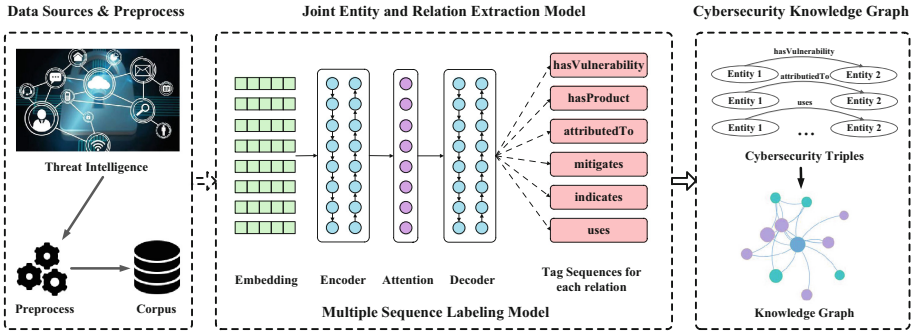 Data Sources & Preprocess
Threat Intelligence
Preprocess
Corpus
Joint Entity and Relation Extraction Model
Embedding
Encoder
Attention
Decoder
hasVulnerability
hasProduct
attributedTo
mitigates
indicates
uses
Tag Sequences for
each relation
Multiple Sequence Labeling Model
Cybersecurity Knowledge Graph
hasVulnerability
Entity 1
Entity 2
attributiedTo
Entity 1
Entity 2
uses
Entity 1
Entity 2
...
Cybersecurity Triples
Knowledge Graph